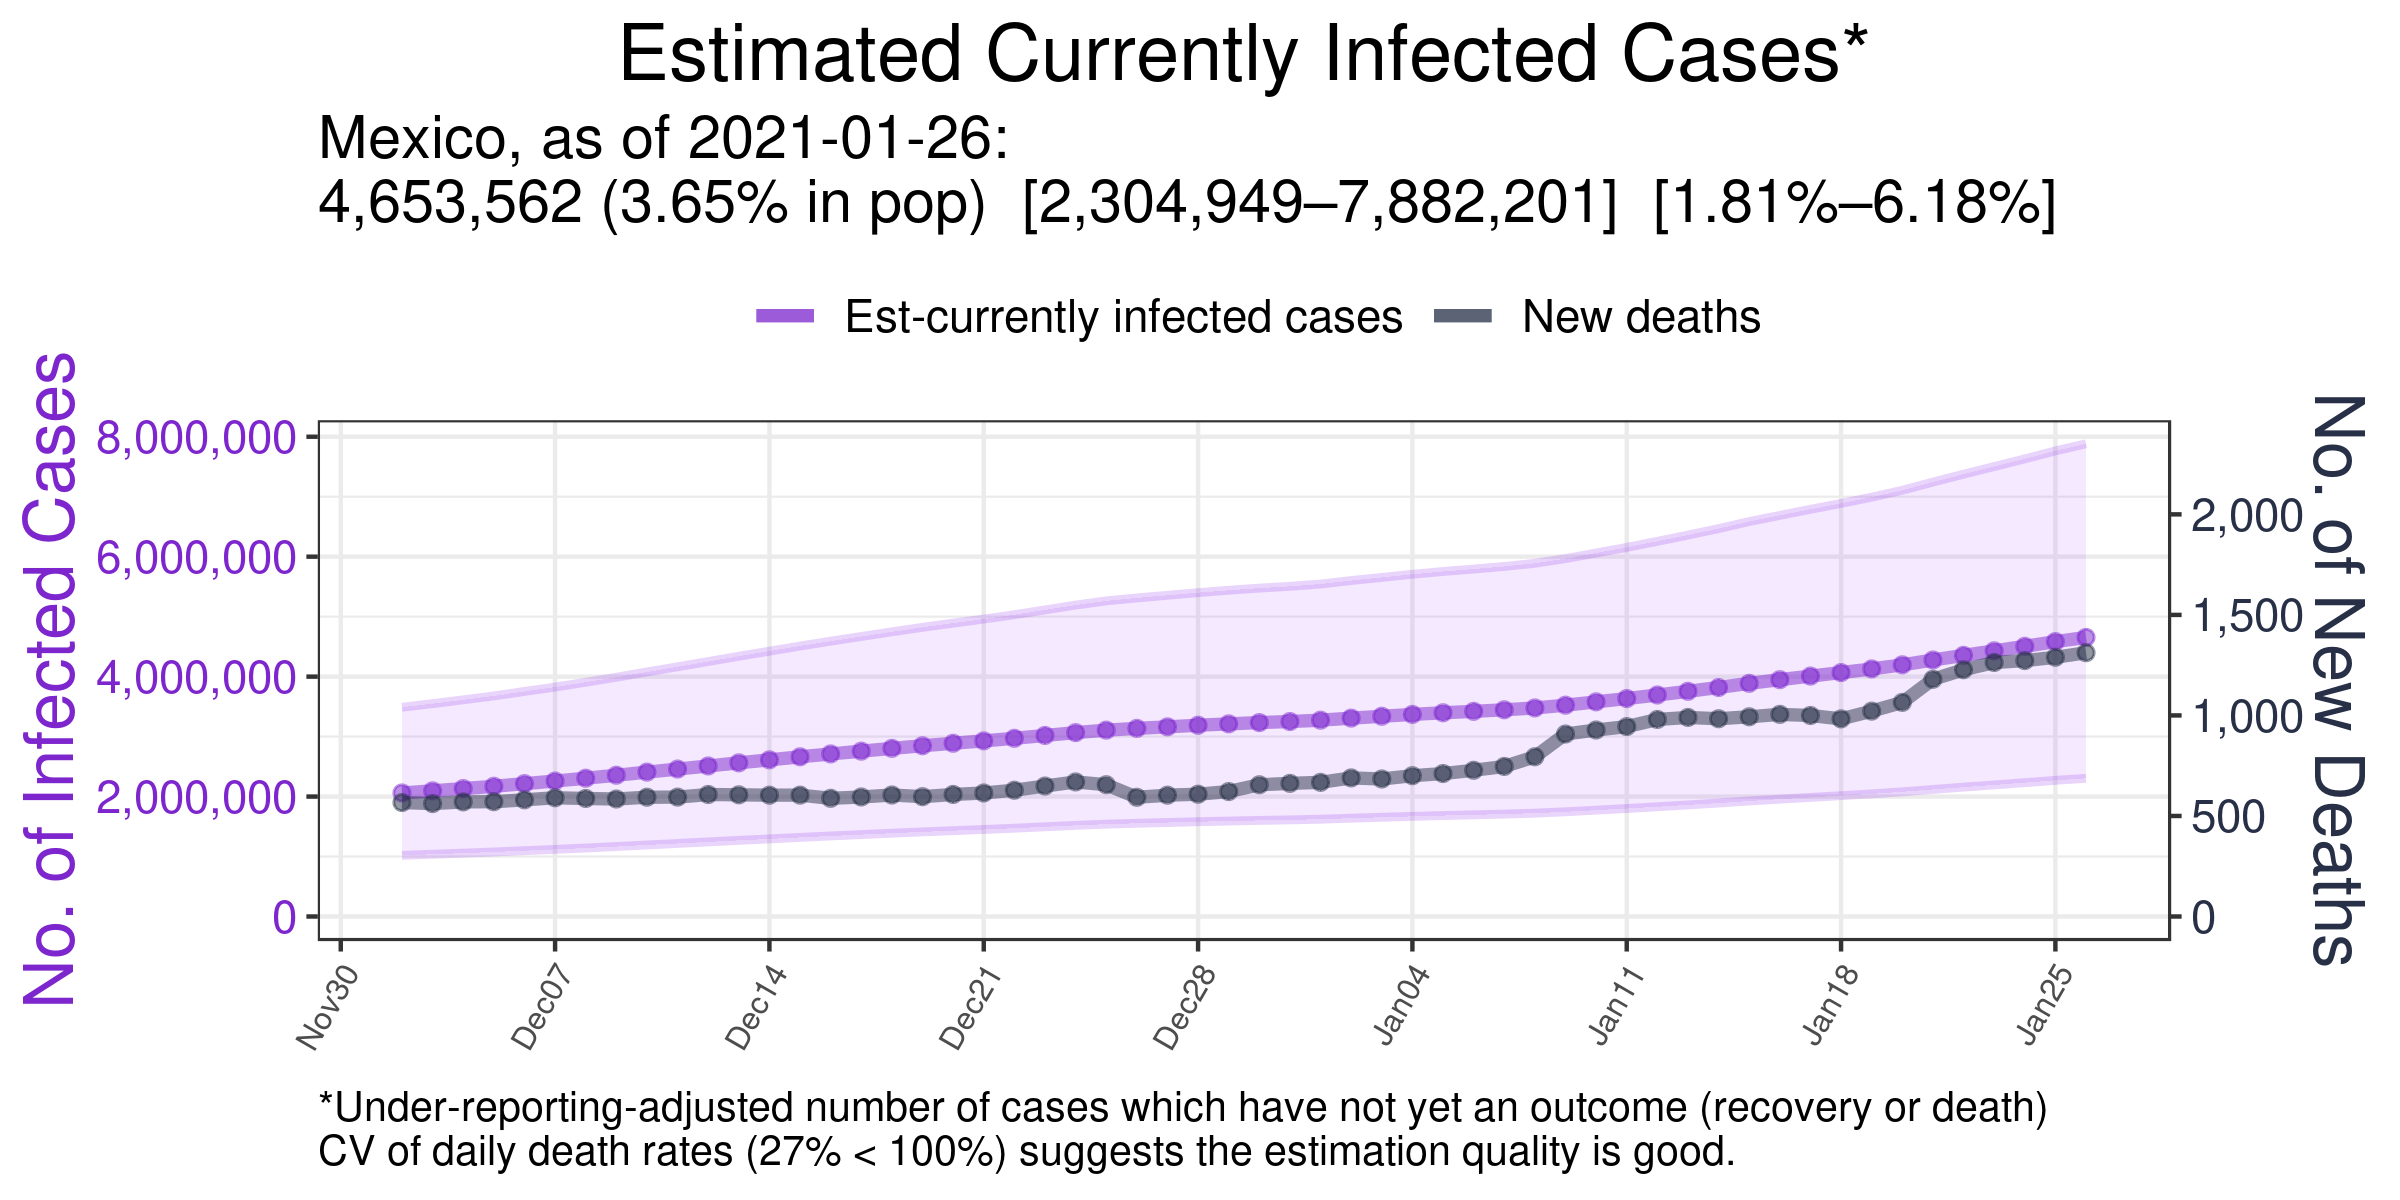 Estimated Currently Infected Cases*
Mexico, as of 2021-01-26:
4,653,562 (3.65% in pop)  [2,304,949–7,882,201]  [1.81%–6.18%]
Est-currently infected cases
New deaths
No. of Infected Cases
8,000,000
6,000,000
4,000,000
2,000,000
0
2,000
1,500
1,000
500
0
No. of New Deaths
Nov30
Dec07
Dec14
Dec21
Dec28
Jan04
Jan11
Jan18
Jan25
*Under-reporting-adjusted number of cases which have not yet an outcome (recovery or death)
CV of daily death rates (27% < 100%) suggests the estimation quality is good.